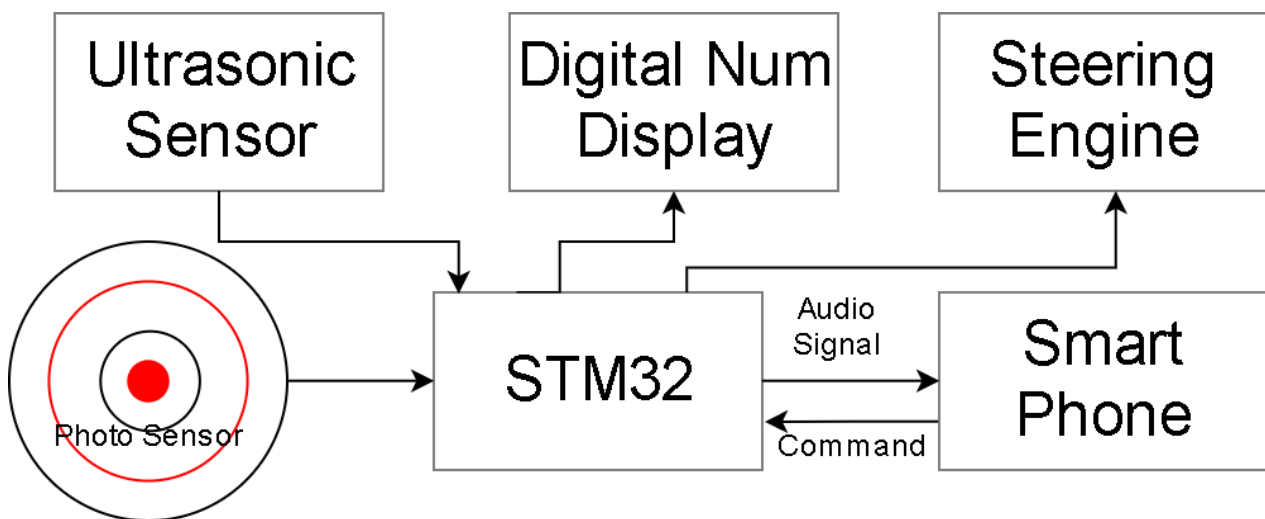 Ultrasonic
Sensor
Digital Num
Display
Steering
Engine
Photo Sensor
STM32
Audio
Signal
Command
Smart
Phone